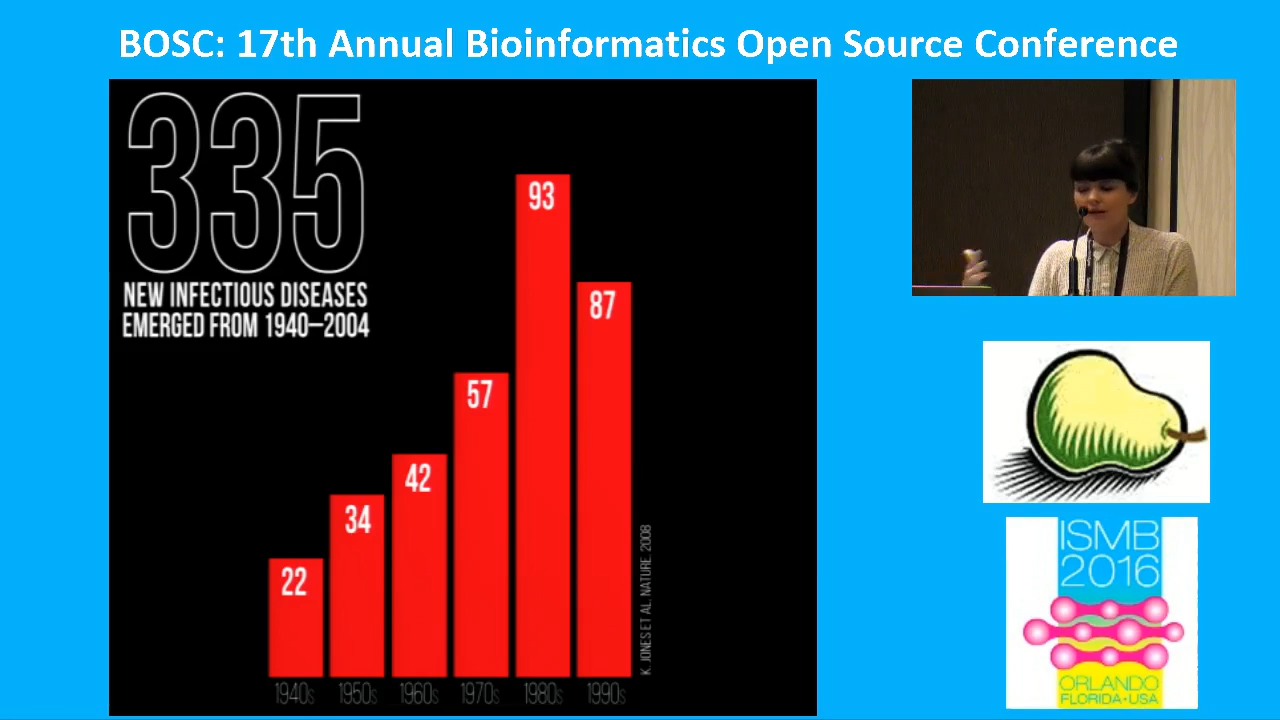 BOSC: 17th Annual Bioinformatics Open Source Conference
335
NEW INFECTIOUS DISEASES
EMERGED FROM 1940–2004
93
87
57
42
34
22
K. JONES ET AL. NATURE. 2008
1940s
1950s
1960s
1970s
1980s
1990s
ISMB
2016
ORLANDO
FLORIDA•USA